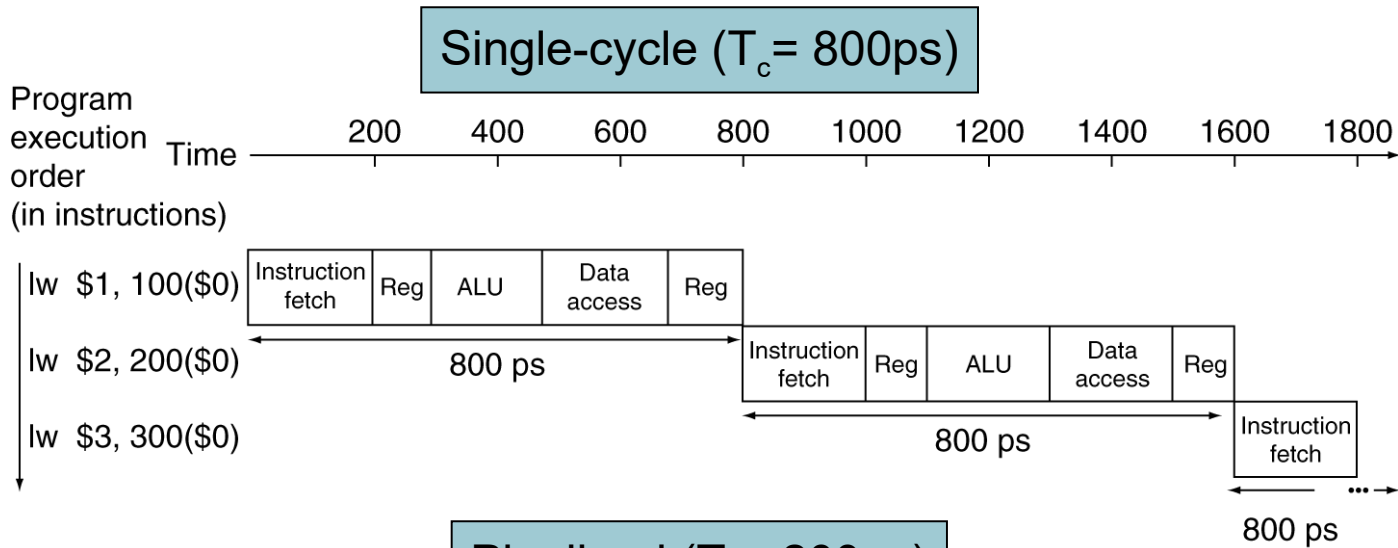 Single-cycle (Tc= 800ps)
Program
execution
order
(in instructions)
Time
200 400 600 800 1000 1200 1400 1600 1800
lw $1, 100($0)
Instruction
fetch
Reg
ALU
Data
access
Reg
800 ps
lw $2, 200($0)
Instruction
fetch
Reg
ALU
Data
access
Reg
800 ps
lw $3, 300($0)
Instruction
fetch
...
800 ps